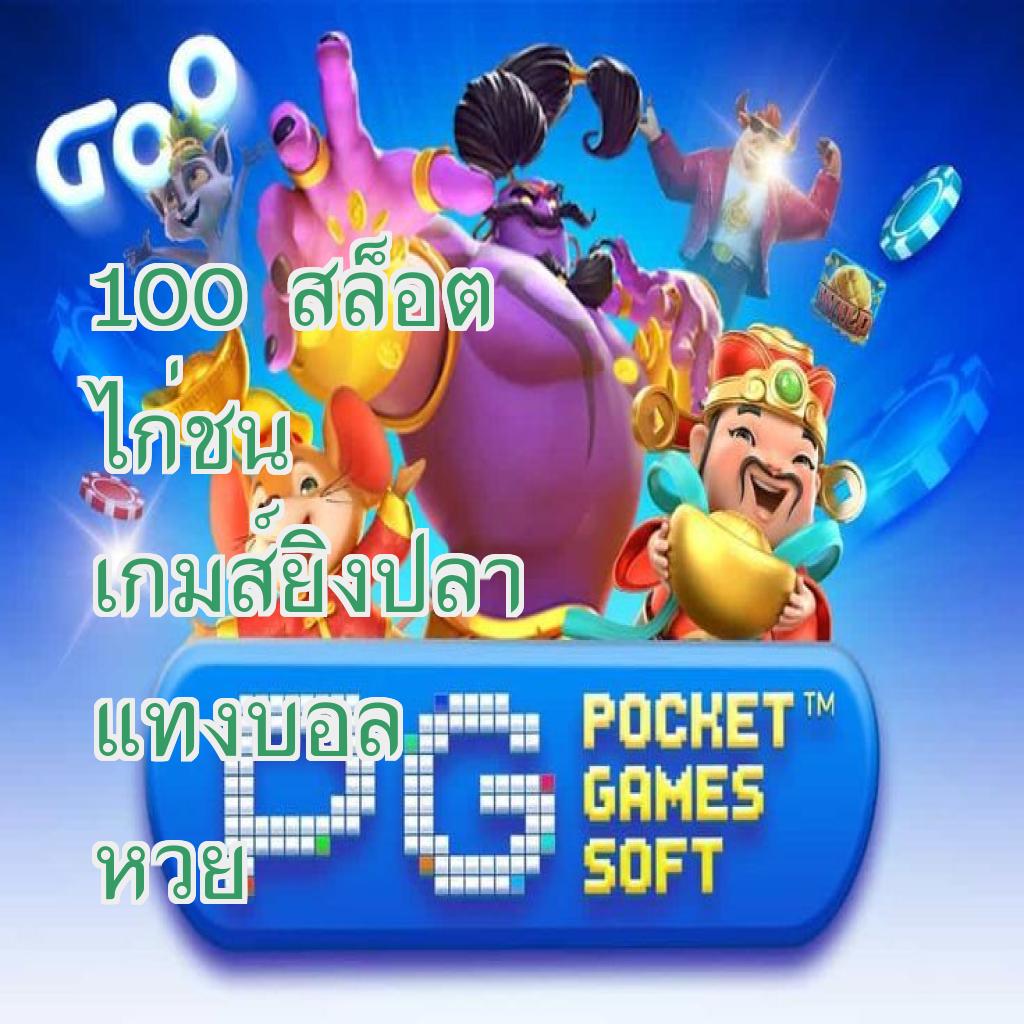 GOO
WILD
100 สล็อต
ไก่ชน
เกมส์ยิงปลา
แทงบอล
หวย
PG
POCKET™
GAMES
SOFT